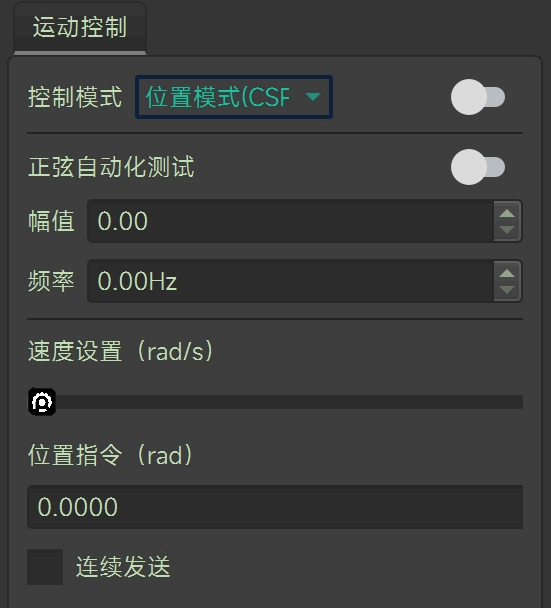 运动控制
控制模式 位置模式(CSF
正弦自动化测试
幅值 0.00
频率 0.00Hz
速度设置（rad/s）
位置指令（rad）
0.0000
连续发送